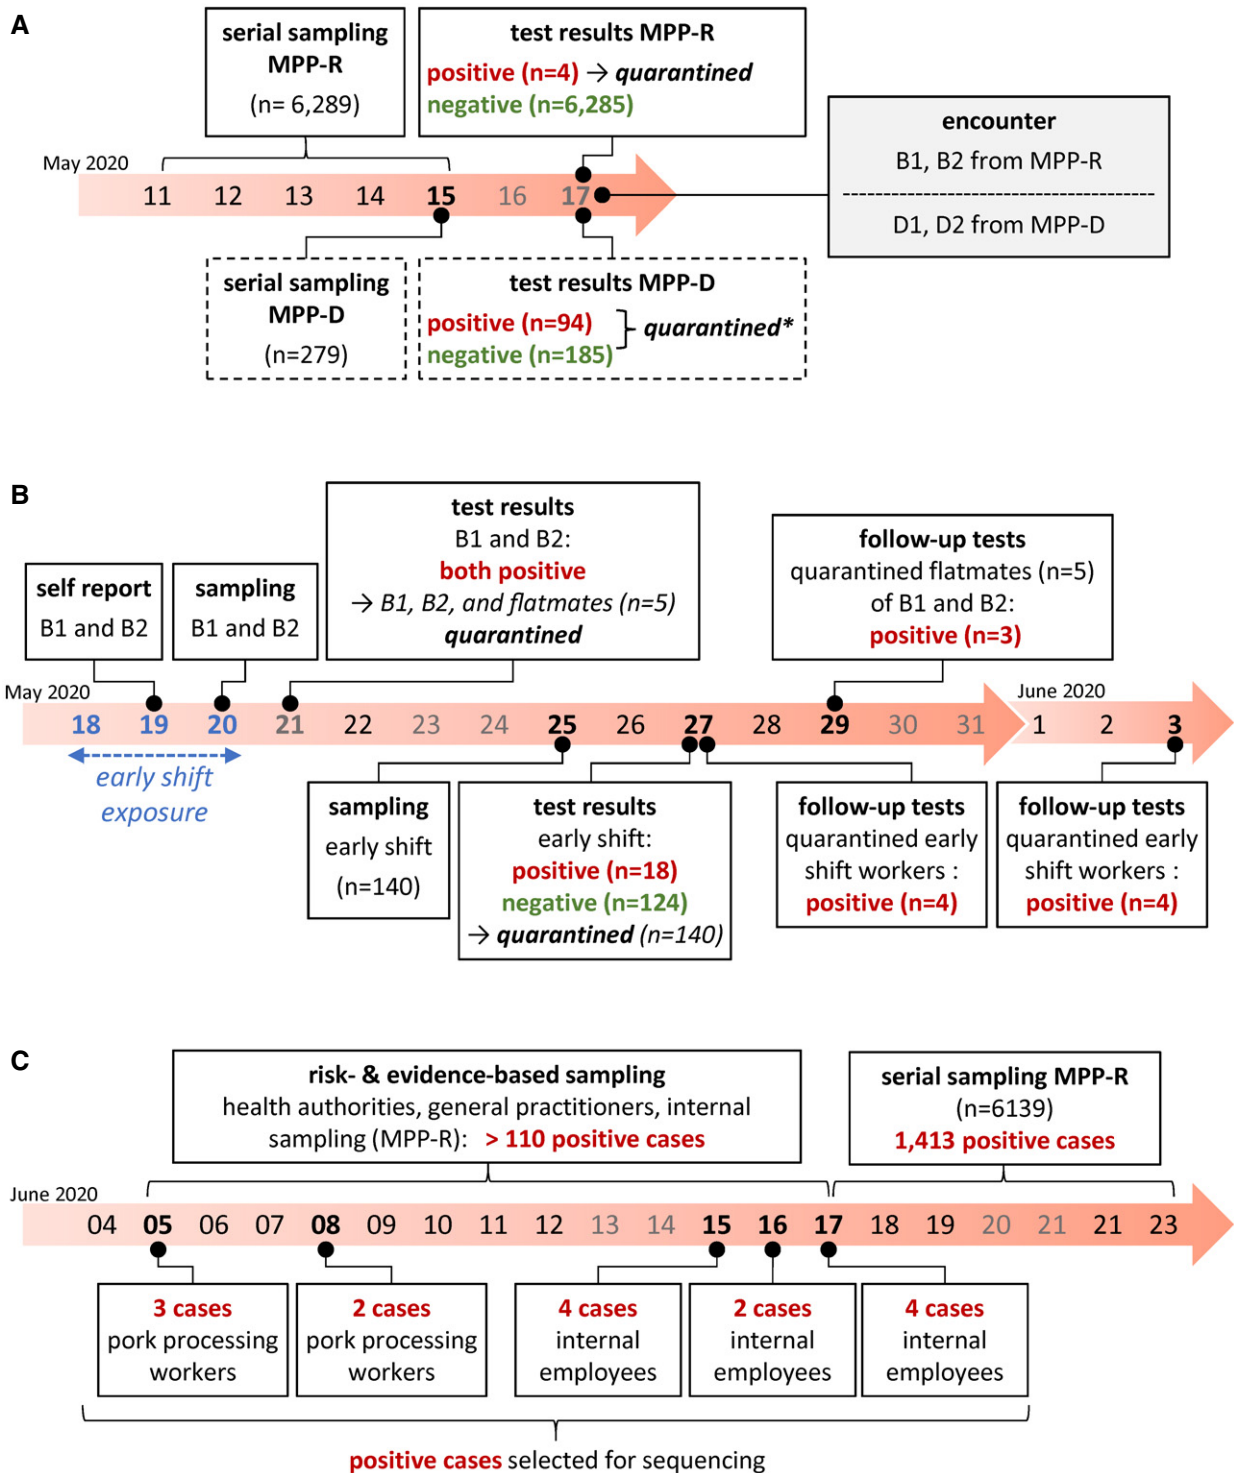 A
serial sampling
MPP-R
(n= 6,289)
test results MPP-R
positive (n=4) → quarantined
negative (n=6,285)
encounter
B1, B2 from MPP-R
D1, D2 from MPP-D
May 2020
11 12 13 14 15 16 17
serial sampling
MPP-D
(n=279)
test results MPP-D
positive (n=94)
negative (n=185)
quarantined*
B
self report
B1 and B2
sampling
B1 and B2
test results
B1 and B2:
both positive
→ B1, B2, and flatmates (n=5)
quarantined
follow-up tests
quarantined flatmates (n=5)
of B1 and B2:
positive (n=3)
May 2020
June 2020
18 19 20 21 22 23 24 25 26 27 28 29 30 31 1 2 3
early shift
exposure
sampling
early shift
(n=140)
test results
early shift:
positive (n=18)
negative (n=124)
→ quarantined (n=140)
follow-up tests
quarantined early
shift workers :
positive (n=4)
follow-up tests
quarantined early
shift workers :
positive (n=4)
C
risk- & evidence-based sampling
health authorities, general practitioners, internal
sampling (MPP-R): > 110 positive cases
serial sampling MPP-R
(n=6139)
1,413 positive cases
June 2020
04 05 06 07 08 09 10 11 12 13 14 15 16 17 18 19 20 21 21 23
3 cases
pork processing
workers
2 cases
pork processing
workers
4 cases
internal
employees
2 cases
internal
employees
4 cases
internal
employees
positive cases selected for sequencing